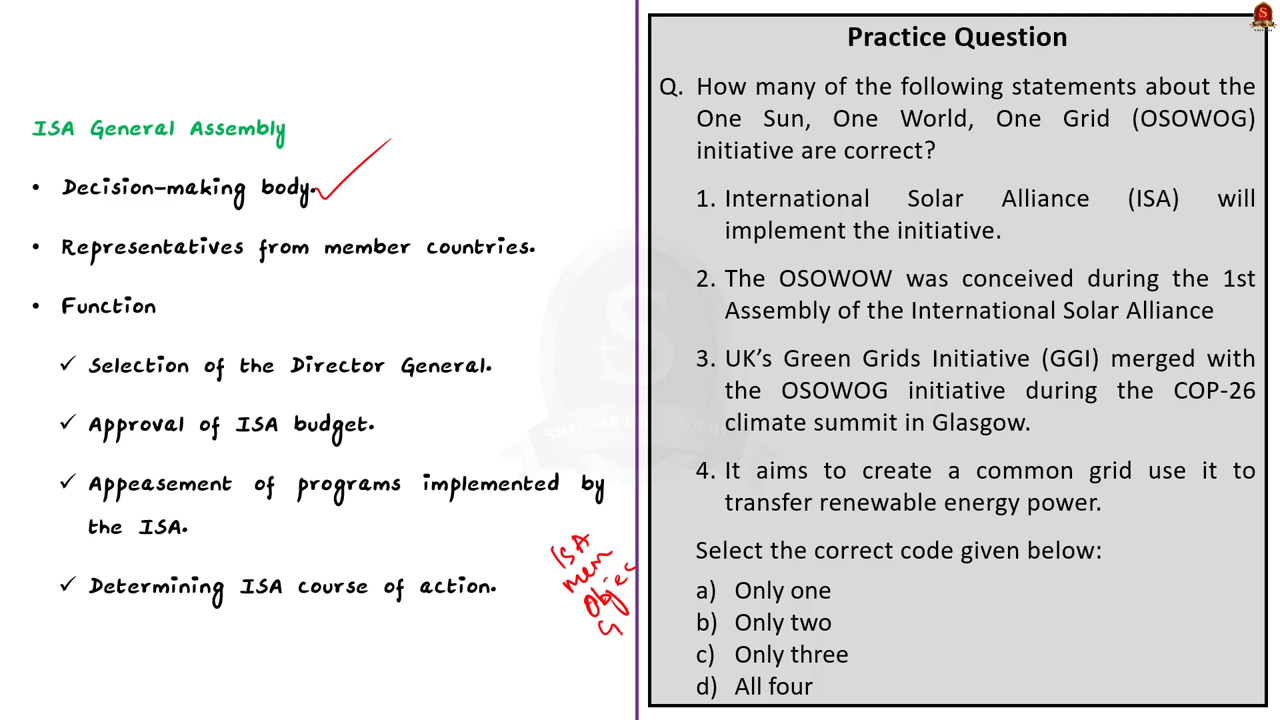 ISA General Assembly
• Decision-making body.
• Representatives from member countries.
• Function
✓ Selection of the Director General.
✓ Approval of ISA budget.
✓ Appeasement of programs implemented by
the ISA.
✓ Determining ISA course of action.
ISA
mem
Objec
G
Practice Question
Q. How many of the following statements about the
One Sun, One World, One Grid (OSOWOG)
initiative are correct?
1. International Solar Alliance (ISA) will
implement the initiative.
2. The OSOWOW was conceived during the 1st
Assembly of the International Solar Alliance
3. UK's Green Grids Initiative (GGI) merged with
the OSOWOG initiative during the COP-26
climate summit in Glasgow.
4. It aims to create a common grid use it to
transfer renewable energy power.
Select the correct code given below:
a) Only one
b) Only two
c) Only three
d) All four